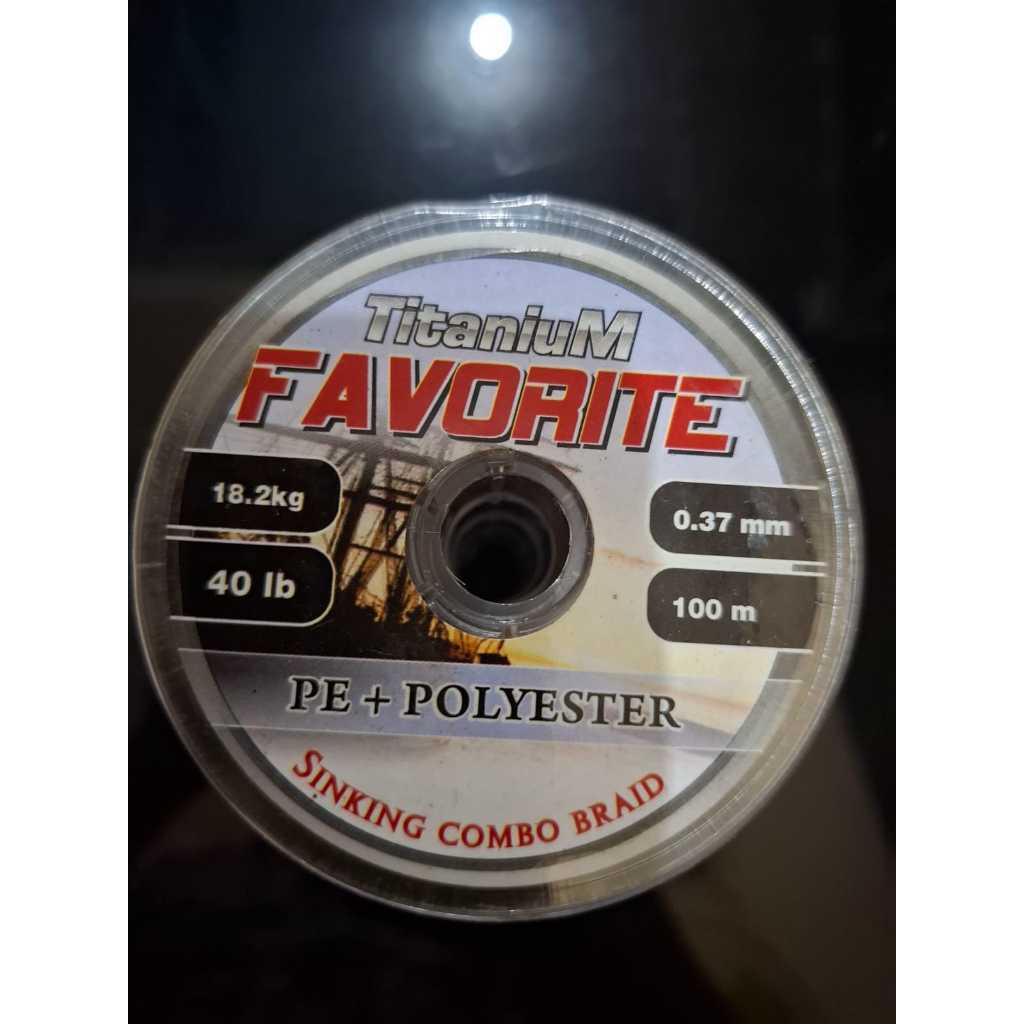 TitaniuM
FAVORITE
18.2kg
0.37 mm
40 lb
100 m
PE + POLYESTER
SINKING COMBO BRAID